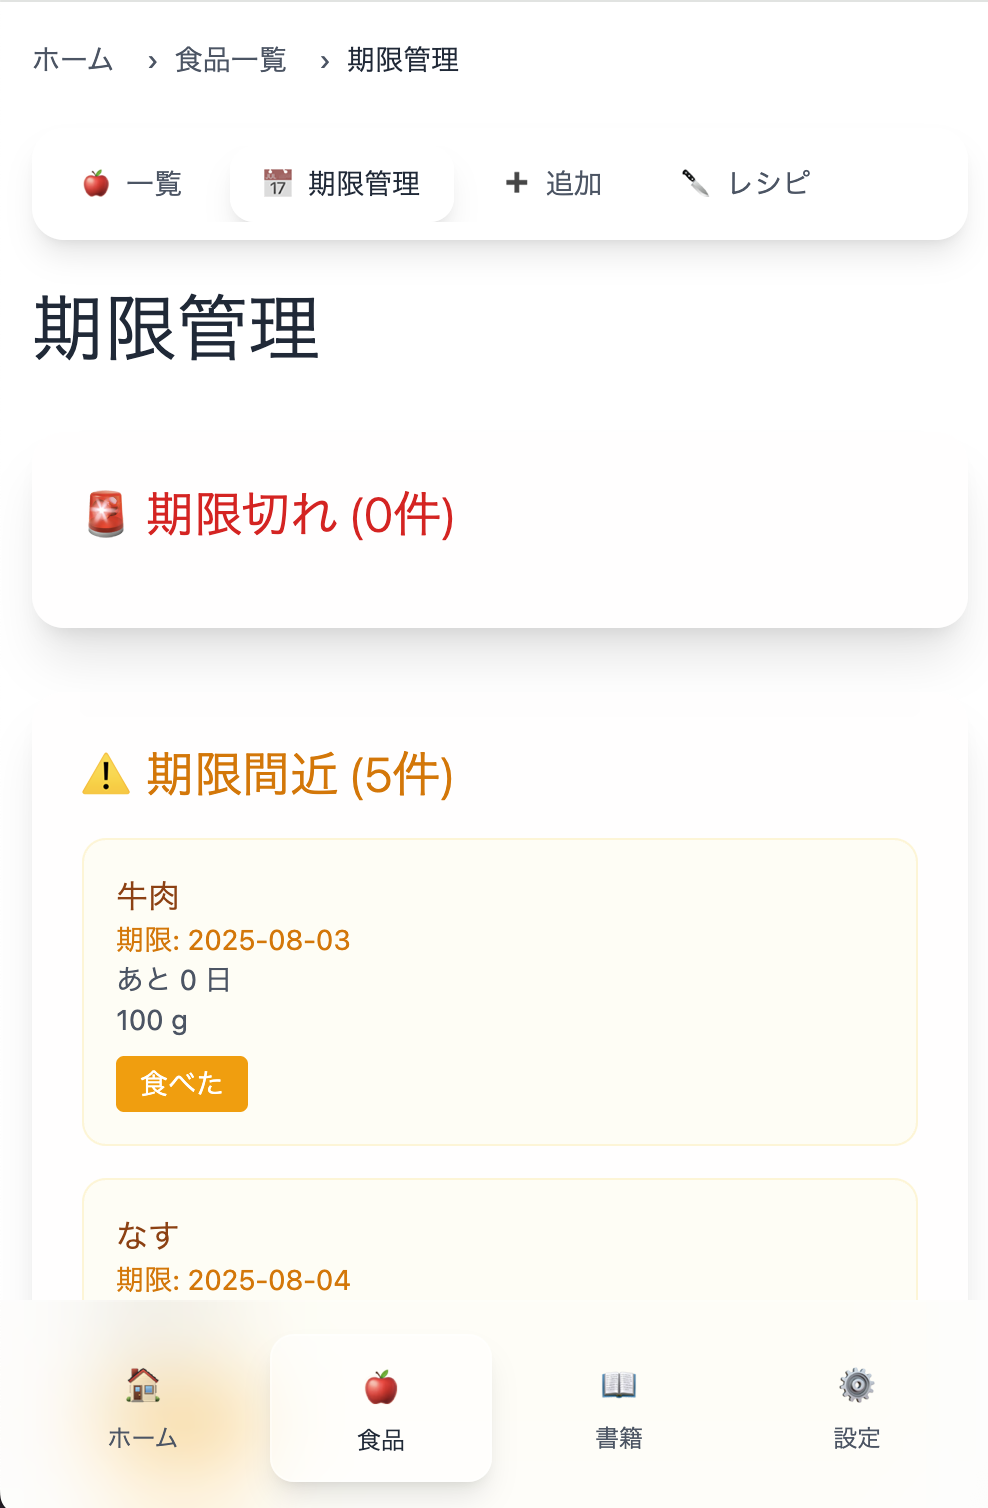 ホーム › 食品一覧 › 期限管理
一覧 17 期限管理 追加 レシピ
期限管理
期限切れ (0件)
期限間近 (5件)
牛肉
期限: 2025-08-03
あと 0 日
100 g
食べた
なす
期限: 2025-08-04
ホーム 食品 書籍 設定